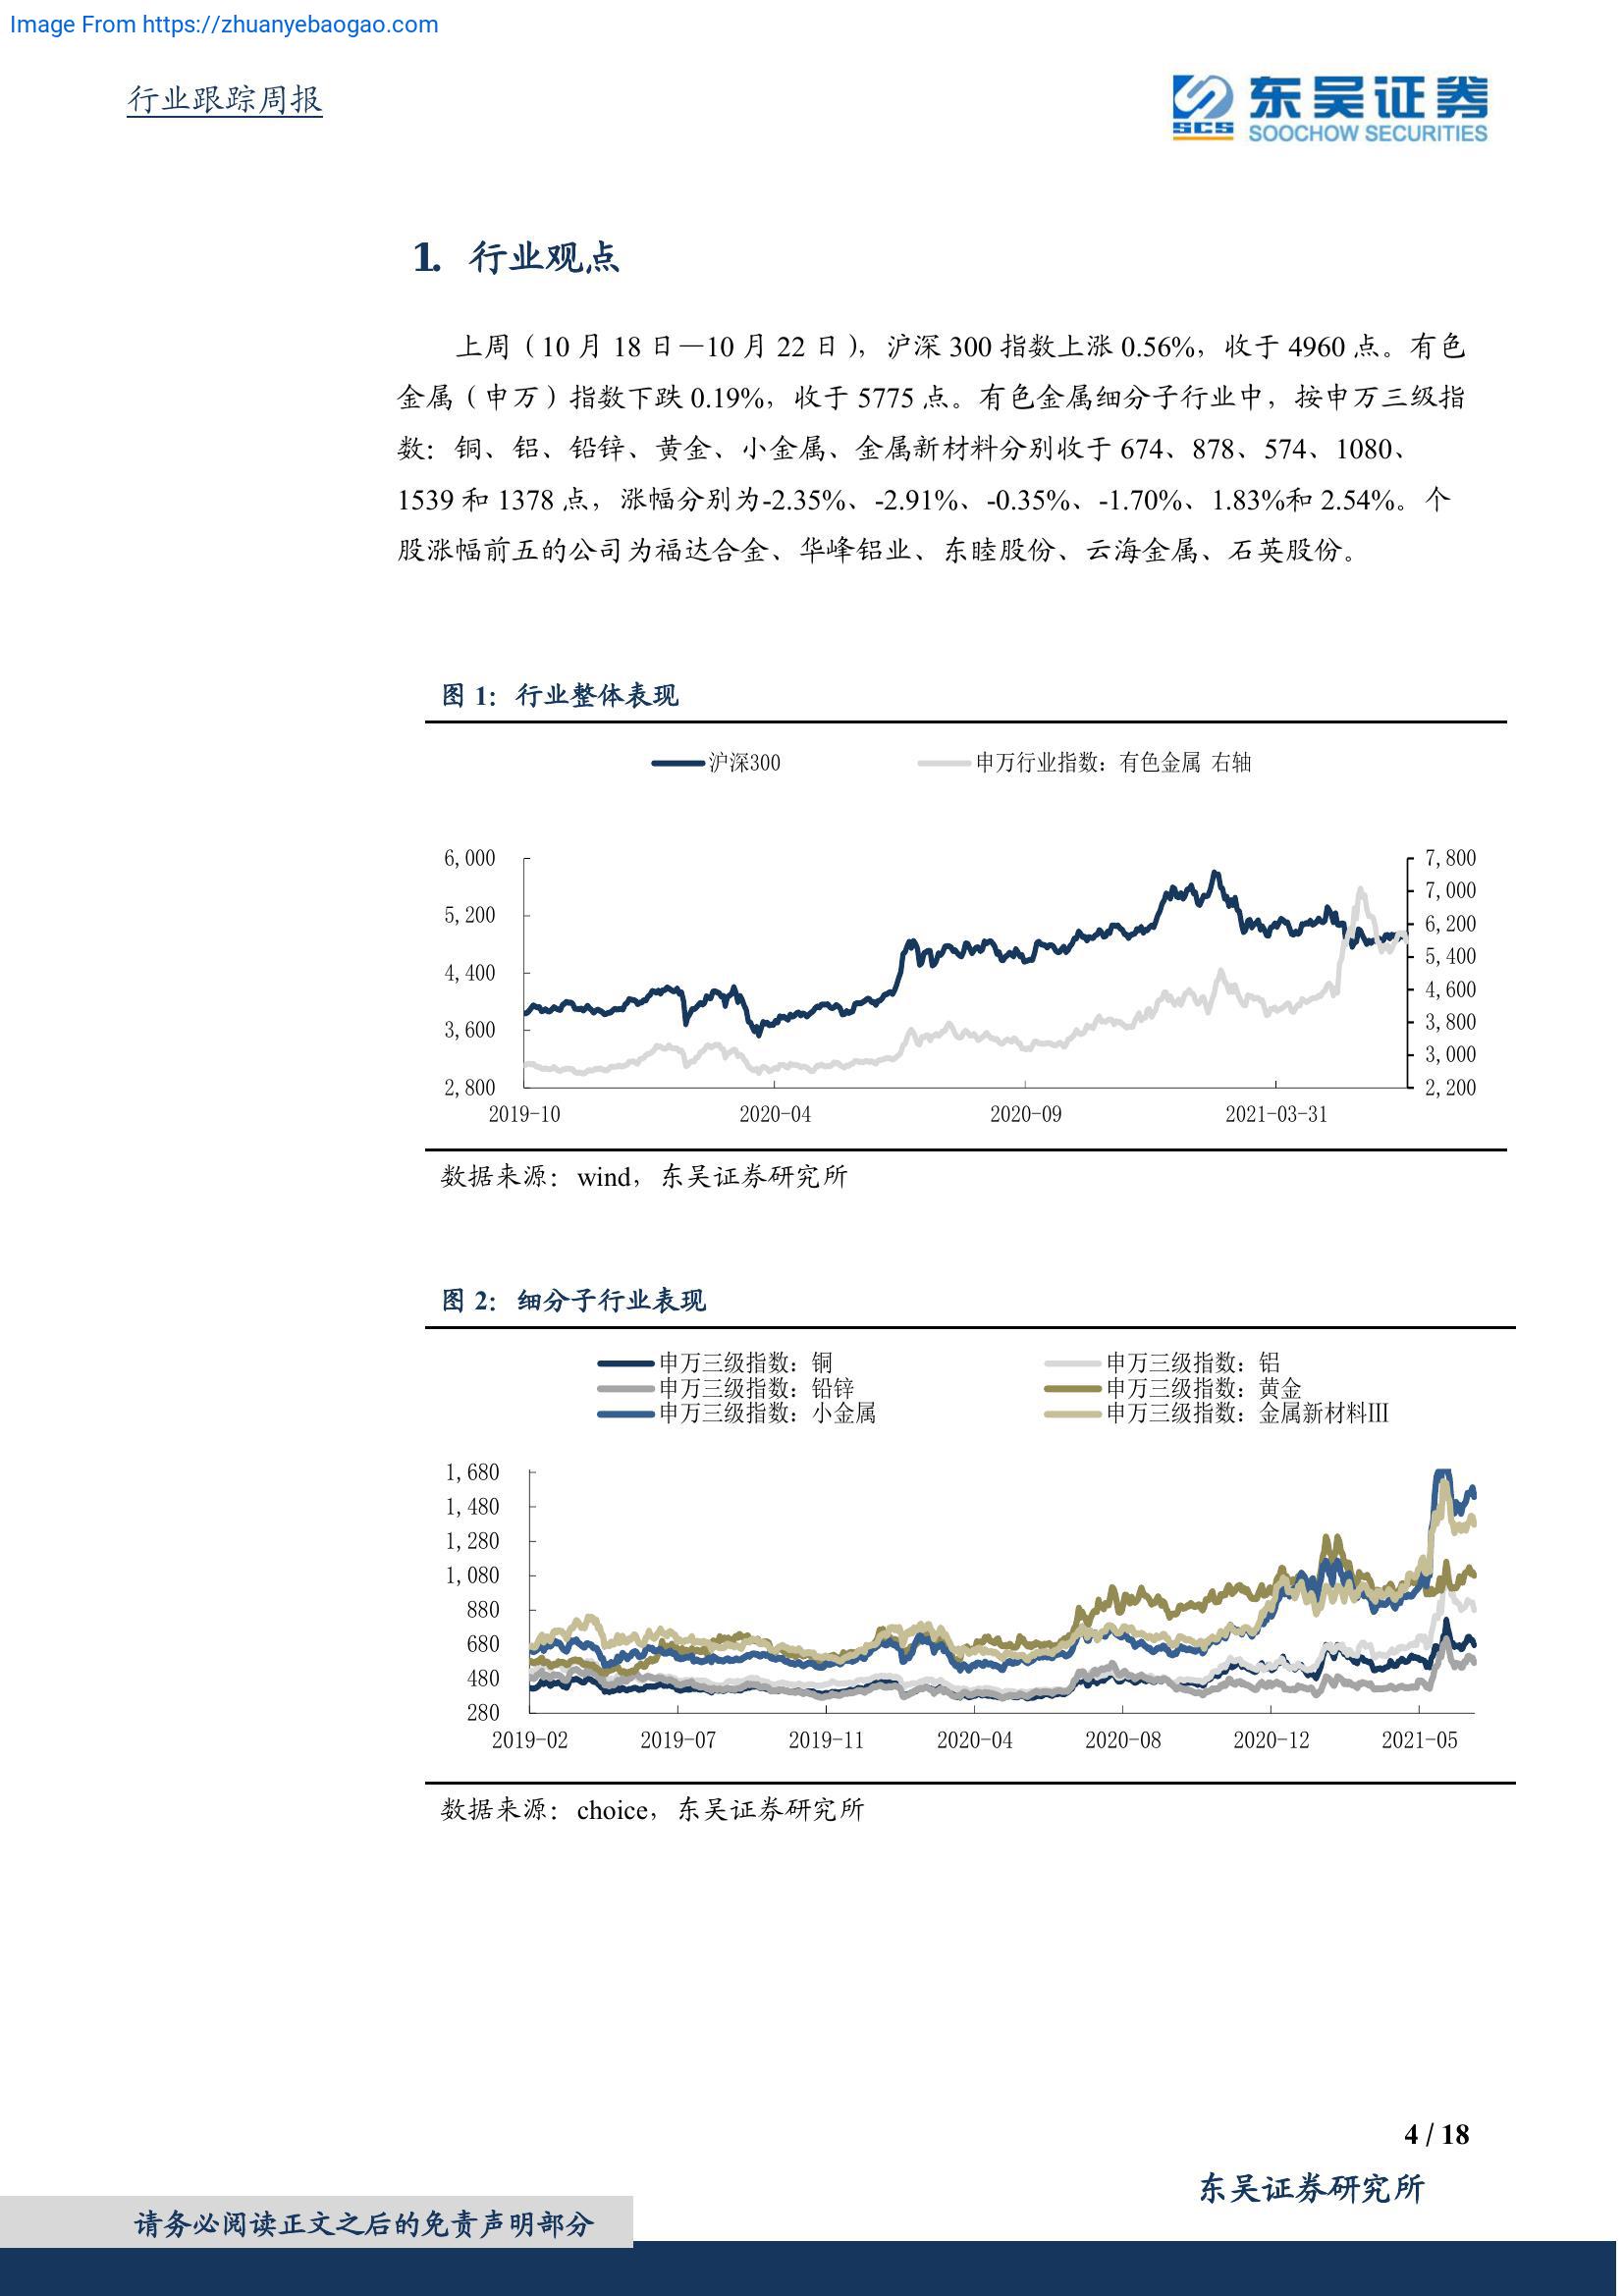 Image From https://zhuanyebaogao.com
行业跟踪周报
SCS 东吴证券
SOOCHOW SECURITIES
1. 行业观点
上周（10 月 18 日—10 月 22 日），沪深 300 指数上涨 0.56%，收于 4960 点。有色
金属（申万）指数下跌 0.19%，收于 5775 点。有色金属细分子行业中，按申万三级指
数：铜、铝、铅锌、黄金、小金属、金属新材料分别收于 674、878、574、1080、
1539 和 1378 点，涨幅分别为-2.35%、-2.91%、-0.35%、-1.70%、1.83%和 2.54%。个
股涨幅前五的公司为福达合金、华峰铝业、东睦股份、云海金属、石英股份。
图 1：行业整体表现
沪深300 申万行业指数：有色金属 右轴
6,000 7,800
7,000
5,200 6,200
5,400
4,400 4,600
3,600 3,800
3,000
2,800 2,200
2019-10 2020-04 2020-09 2021-03-31
数据来源：wind，东吴证券研究所
图 2：细分子行业表现
申万三级指数：铜 申万三级指数：铝
申万三级指数：铅锌 申万三级指数：黄金
申万三级指数：小金属 申万三级指数：金属新材料III
1,680
1,480
1,280
1,080
880
680
480
280
2019-02 2019-07 2019-11 2020-04 2020-08 2020-12 2021-05
数据来源：choice，东吴证券研究所
4 / 18
东吴证券研究所
请务必阅读正文之后的免责声明部分